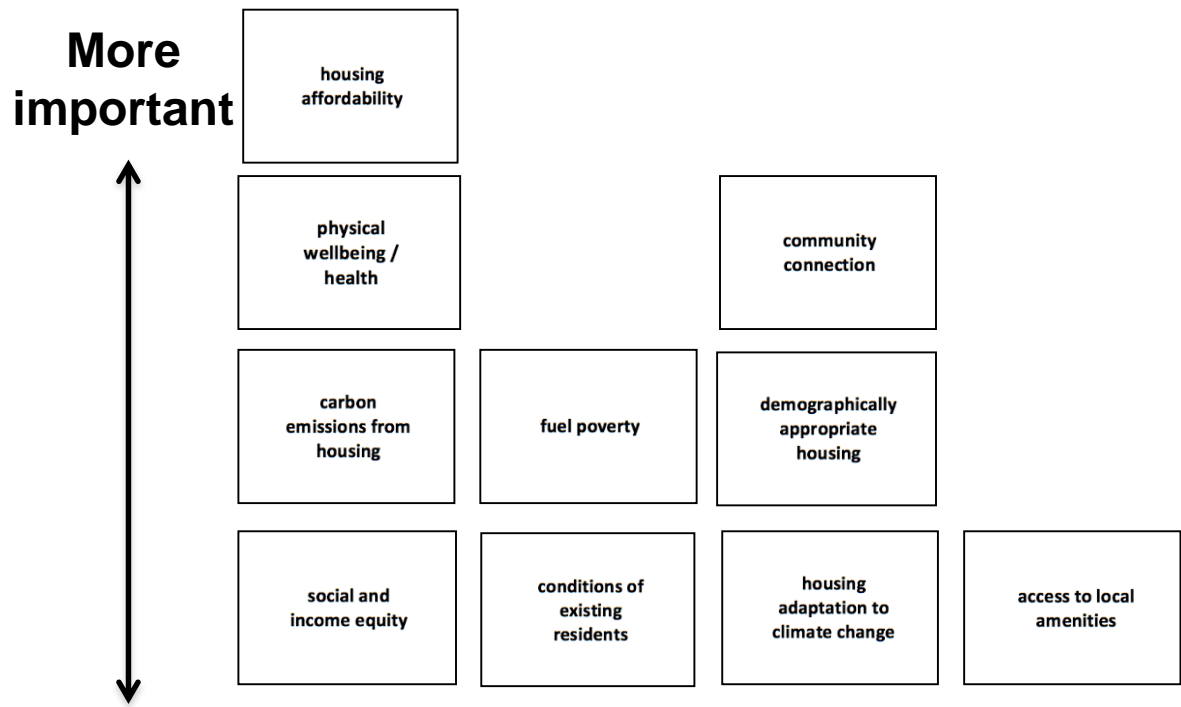 More
important
housing
affordability
physical
wellbeing /
health
community
connection
carbon
emissions from
housing
fuel poverty
demographically
appropriate
housing
social and
income equity
conditions of
existing
residents
housing
adaptation to
climate change
access to local
amenities